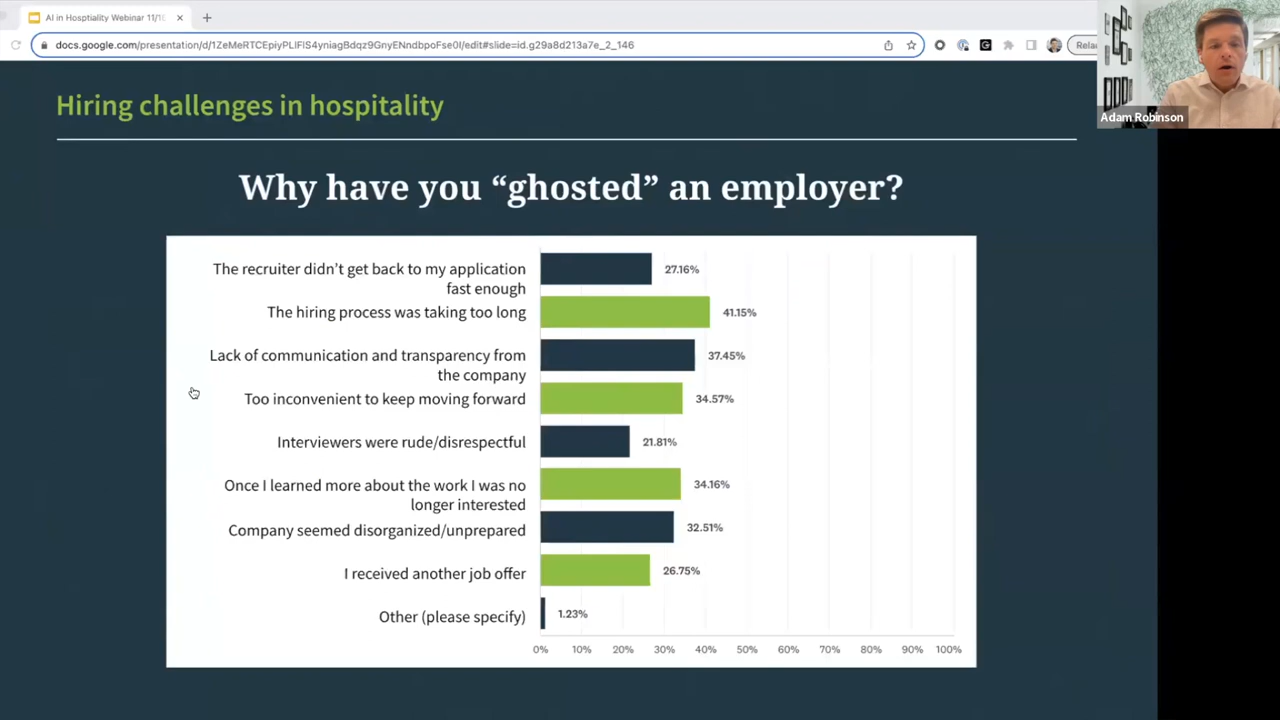 AI in Hosptiality Webinar 11/1
docs.google.com/presentation/d/1ZeMeRTCEpiyPLIFlS4yniagBdqz9GnyENndbpoFse0I/edit#slide=id.g29a8d213a7e_2_146
Rela
Adam Robinson
Hiring challenges in hospitality
Why have you “ghosted” an employer?
The recruiter didn’t get back to my application
fast enough
27.16%
The hiring process was taking too long
41.15%
Lack of communication and transparency from
the company
37.45%
Too inconvenient to keep moving forward
34.57%
Interviewers were rude/disrespectful
21.81%
Once I learned more about the work I was no
longer interested
34.16%
Company seemed disorganized/unprepared
32.51%
I received another job offer
26.75%
Other (please specify)
1.23%
0% 10% 20% 30% 40% 50% 60% 70% 80% 90% 100%